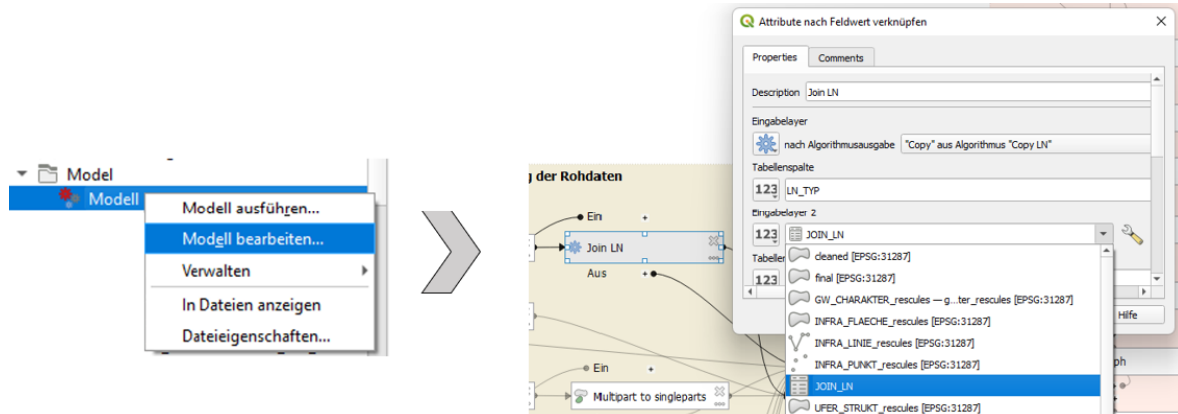 Model
Modell
Modell ausführen...
Modell bearbeiten...
Verwalten
In Dateien anzeigen
Dateieigenschaften...
g der Rohdaten
Ein
Join LN
Aus
Ein
Multipart to singleparts
Attribute nach Feldwert verknüpfen
Properties
Comments
Description
Join LN
Eingabelayer
nach Algorithmusausgabe
"Copy" aus Algorithmus "Copy LN"
Tabellenspalte
123
LN_TYP
Eingabelayer 2
123
JOIN_LN
Tabeller
123
cleaned [EPSG:31287]
final [EPSG:31287]
GW_CHARAKTER_rescules — g...ter_rescules [EPSG:31287]
INFRA_FLAECHE_rescules [EPSG:31287]
INFRA_LINIE_rescules [EPSG:31287]
INFRA_PUNKT_rescules [EPSG:31287]
JOIN_LN
UFER_STRUKT_rescules [EPSG:31287]
Hilfe
ph